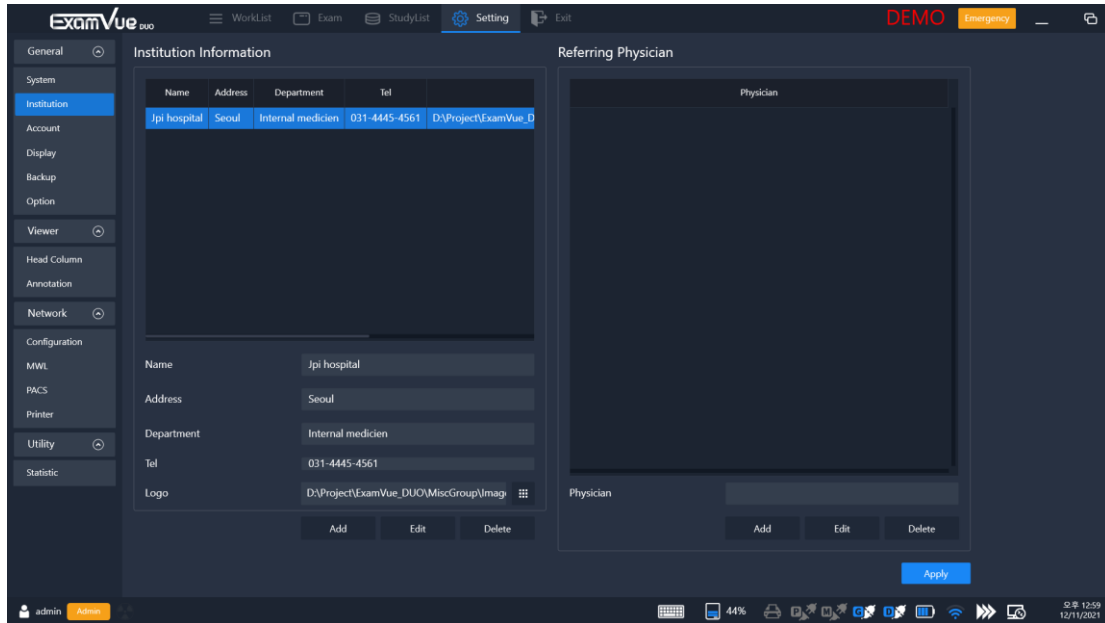 ExamVue DUO WorkList Exam StudyList Setting Exit DEMO Emergency
General
System
Institution
Account
Display
Backup
Option
Viewer
Head Column
Annotation
Network
Configuration
MWL
PACS
Printer
Utility
Statistic
Institution Information
Name Address Department Tel
Jpi hospital Seoul Internal medicien 031-4445-4561 D:\Project\ExamVue_D
Name Jpi hospital
Address Seoul
Department Internal medicien
Tel 031-4445-4561
Logo D:\Project\ExamVue_DUO\MiscGroup\Imag
Add Edit Delete
Referring Physician
Physician
Physician
Add Edit Delete
Apply
admin Admin 44% P M G D 오후 12:59
12/11/2021